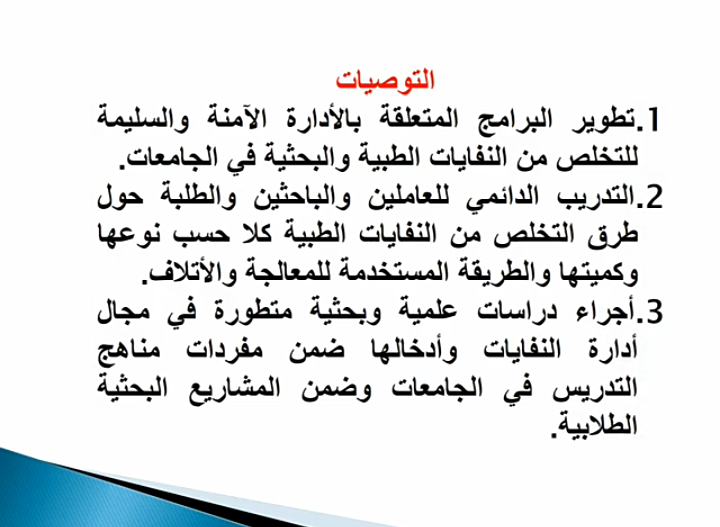 التوصيات
1.تطوير البرامج المتعلقة بالأدارة الآمنة والسليمة
للتخلص من النفايات الطبية والبحثية في الجامعات.
2.التدريب الدائمي للعاملين والباحثين والطلبة حول
طرق التخلص من النفايات الطبية كلا حسب نوعها
وكميتها والطريقة المستخدمة للمعالجة والأتلاف.
3.أجراء دراسات علمية وبحثية متطورة في مجال
أدارة النفايات وأدخالها ضمن مفردات مناهج
التدريس في الجامعات وضمن المشاريع البحثية
الطلابية.